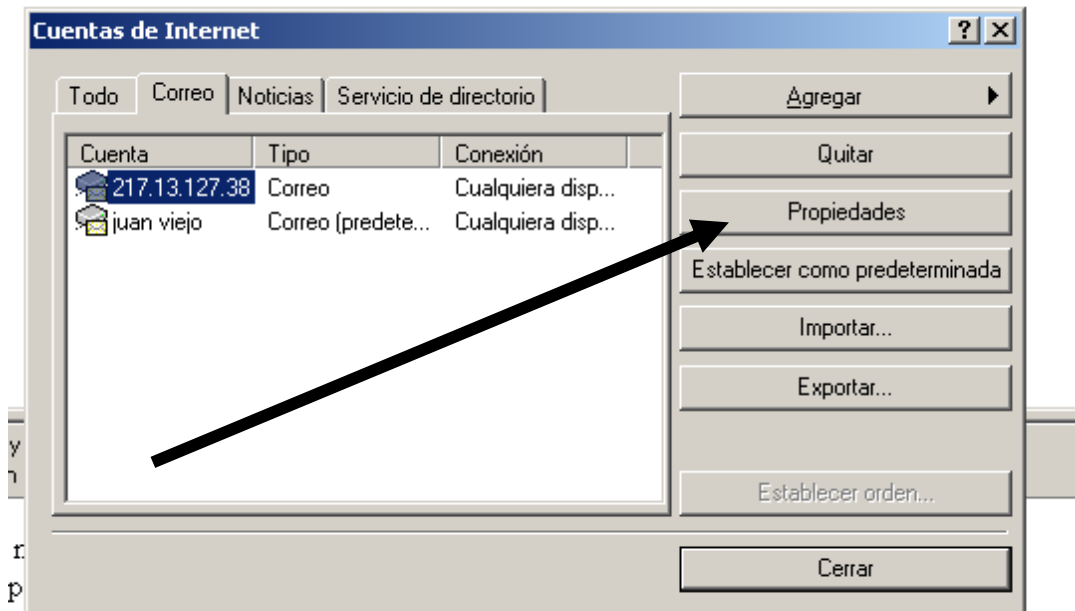 Cuentas de Internet
Todo Correo Noticias Servicio de directorio
Agregar
Cuenta Tipo Conexión
Quitar
217.13.127.38 Correo Cualquiera disp...
juan viejo Correo (predete... Cualquiera disp...
Propiedades
Establecer como predeterminada
Importar...
Exportar...
Establecer orden...
Cerrar